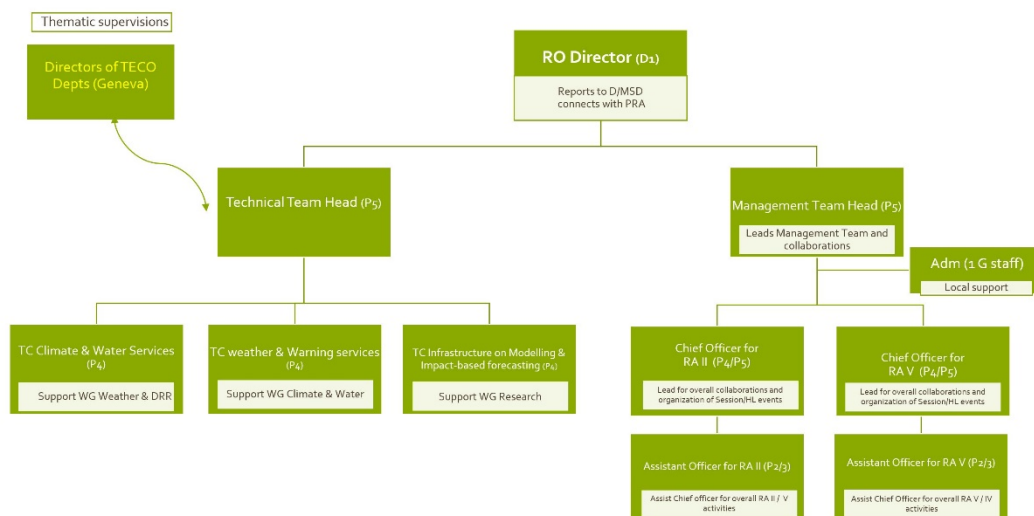 Thematic supervisions
Directors of TECO
Depts (Geneva)
RO Director (D1)
Reports to D/MSD
connects with PRA
Technical Team Head (P5)
Management Team Head (P5)
Leads Management Team and
collaborations
Adm (1 G staff)
Local support
TC Climate & Water Services
(P4)
Support WG Weather & DRR
TC weather & Warning services
(P4)
Support WG Climate & Water
TC Infrastructure on Modelling &
Impact-based forecasting (P4)
Support WG Research
Chief Officer for
RA II (P4/P5)
Lead for overall collaborations and
organization of Session/HL events
Chief Officer for
RA V (P4/P5)
Lead for overall collaborations and
organization of Session/HL events
Assistant Officer for RA II (P2/3)
Assist Chief officer for overall RA II / V
activities
Assistant Officer for RA V (P2/3)
Assist Chief Officer for overall RA V / IV
activities